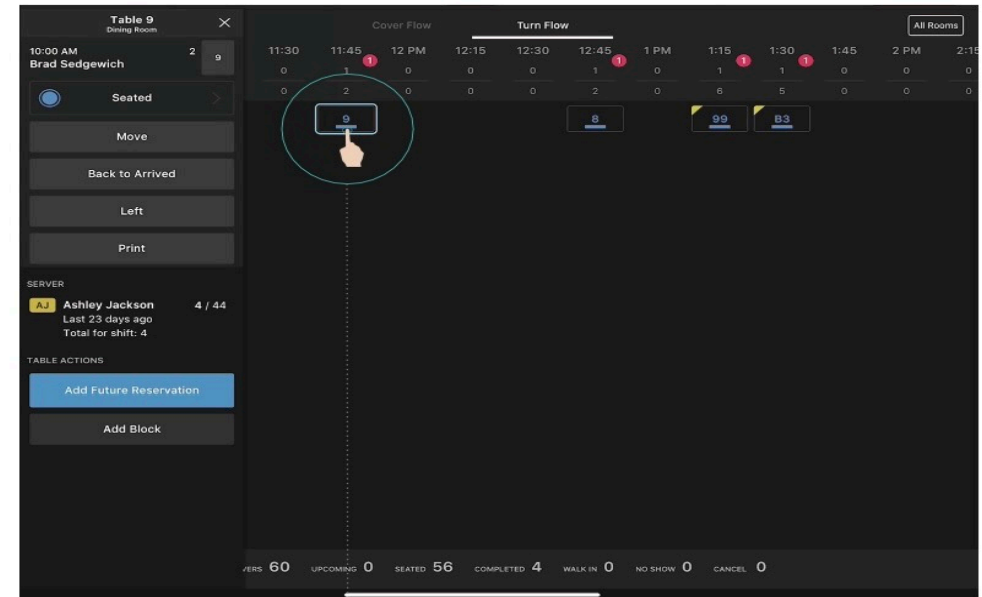 Table 9
Dining Room
10:00 AM 2 9
Brad Sedgewich
Seated
Move
Back to Arrived
Left
Print
SERVER
AJ Ashley Jackson 4 / 44
Last 23 days ago
Total for shift: 4
TABLE ACTIONS
Add Future Reservation
Add Block
Cover Flow Turn Flow All Rooms
11:30 11:45 12 PM 12:15 12:30 12:45 1 PM 1:15 1:30 1:45 2 PM 2:15
1 1 1 1
0 1 0 0 0 1 0 1 1 0 0 0
0 2 0 0 0 2 0 6 5 0 0 0
9 8 99 B3
VERS 60 UPCOMING 0 SEATED 56 COMPLETED 4 WALK IN 0 NO SHOW 0 CANCEL 0